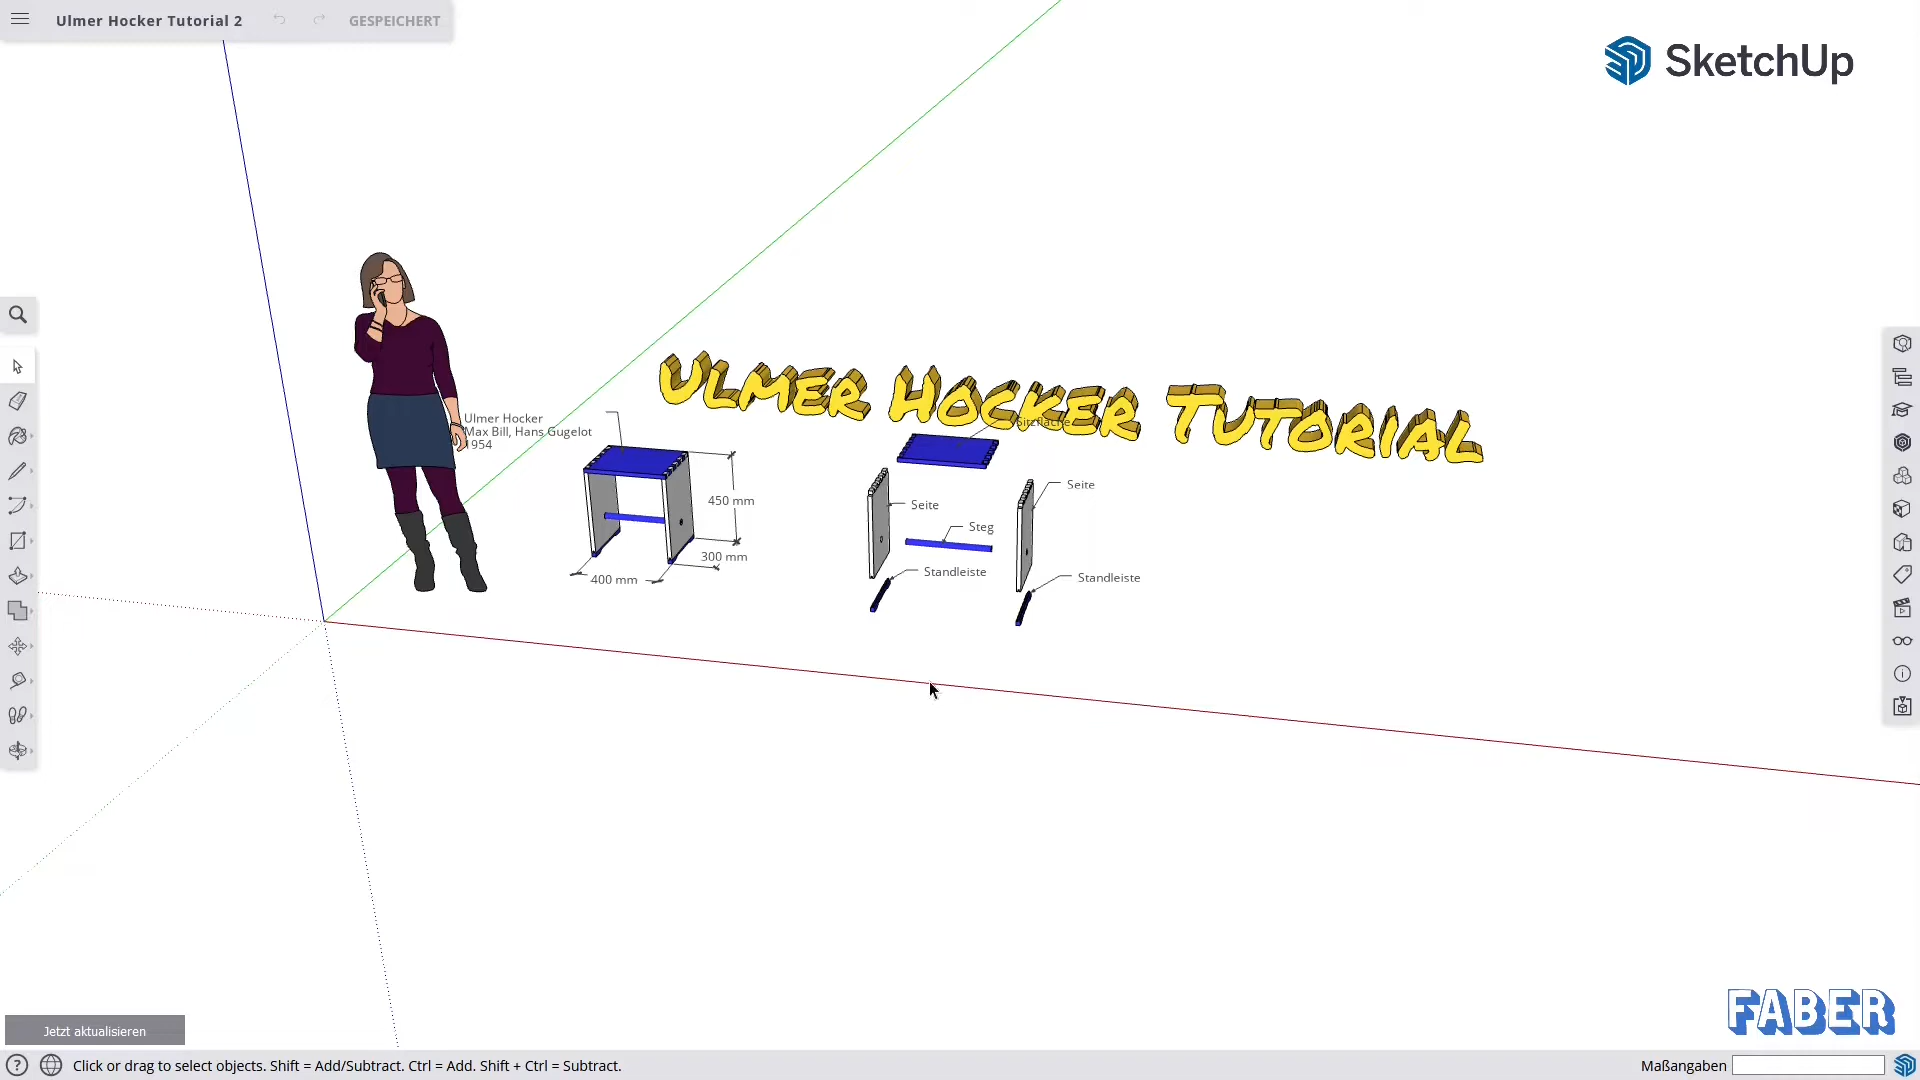 Ulmer Hocker Tutorial 2
GESPEICHERT
SketchUp
Ulmer Hocker Tutorial
Ulmer Hocker
Max Bill, Hans Gugelot
1954
Sitzfläche
450 mm
300 mm
400 mm
Seite
Seite
Steg
Standleiste
Standleiste
FABER
Jetzt aktualisieren
Click or drag to select objects. Shift = Add/Subtract. Ctrl = Add. Shift + Ctrl = Subtract.
Maßangaben